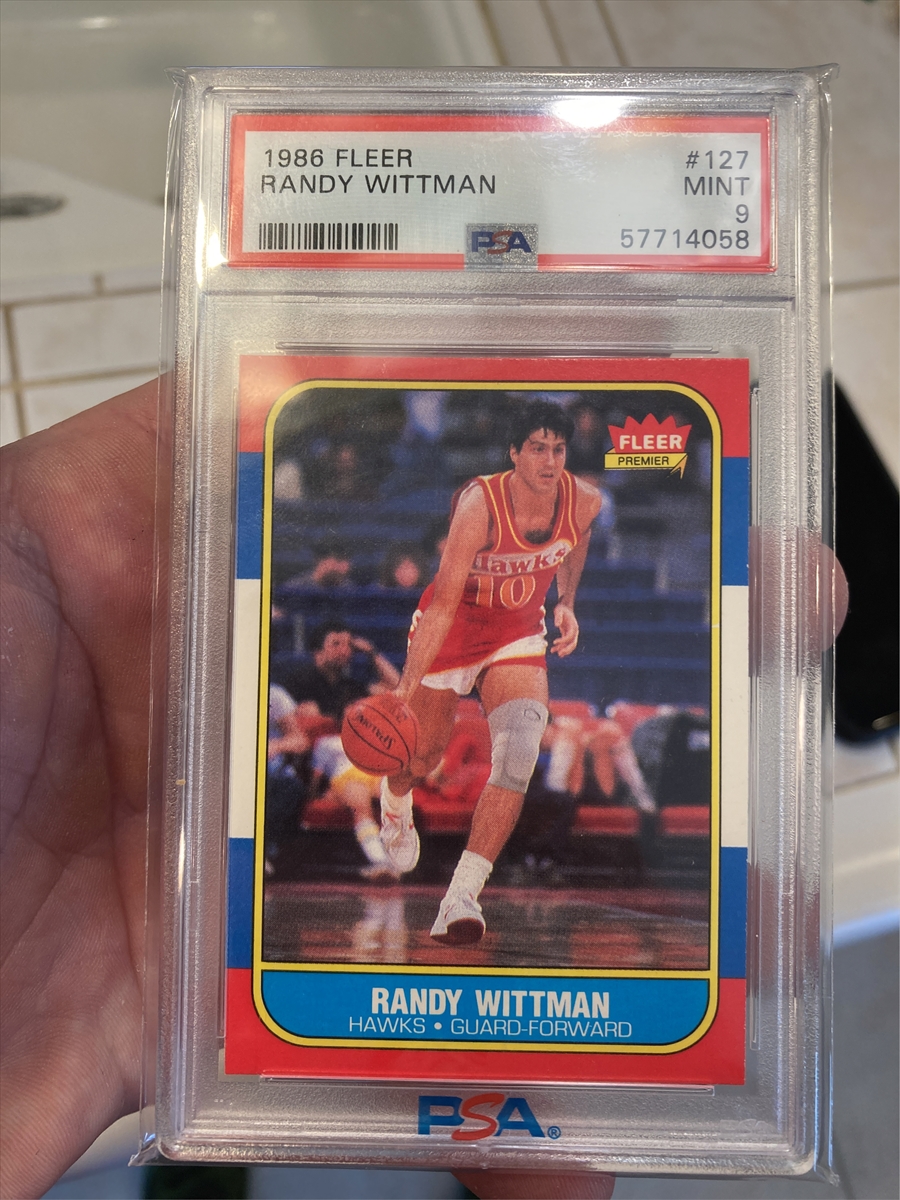 1986 FLEER #127
RANDY WITTMAN MINT
9
PSA 57714058
FLEER
PREMIER
Hawks
10
SPALDING
RANDY WITTMAN
HAWKS • GUARD-FORWARD
PSA®